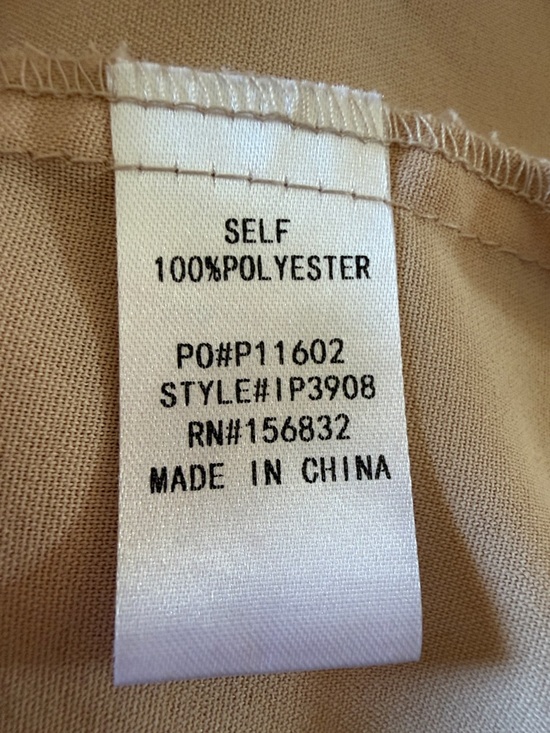 SELF
100%POLYESTER
PO#P11602
STYLE#IP3908
RN#156832
MADE IN CHINA